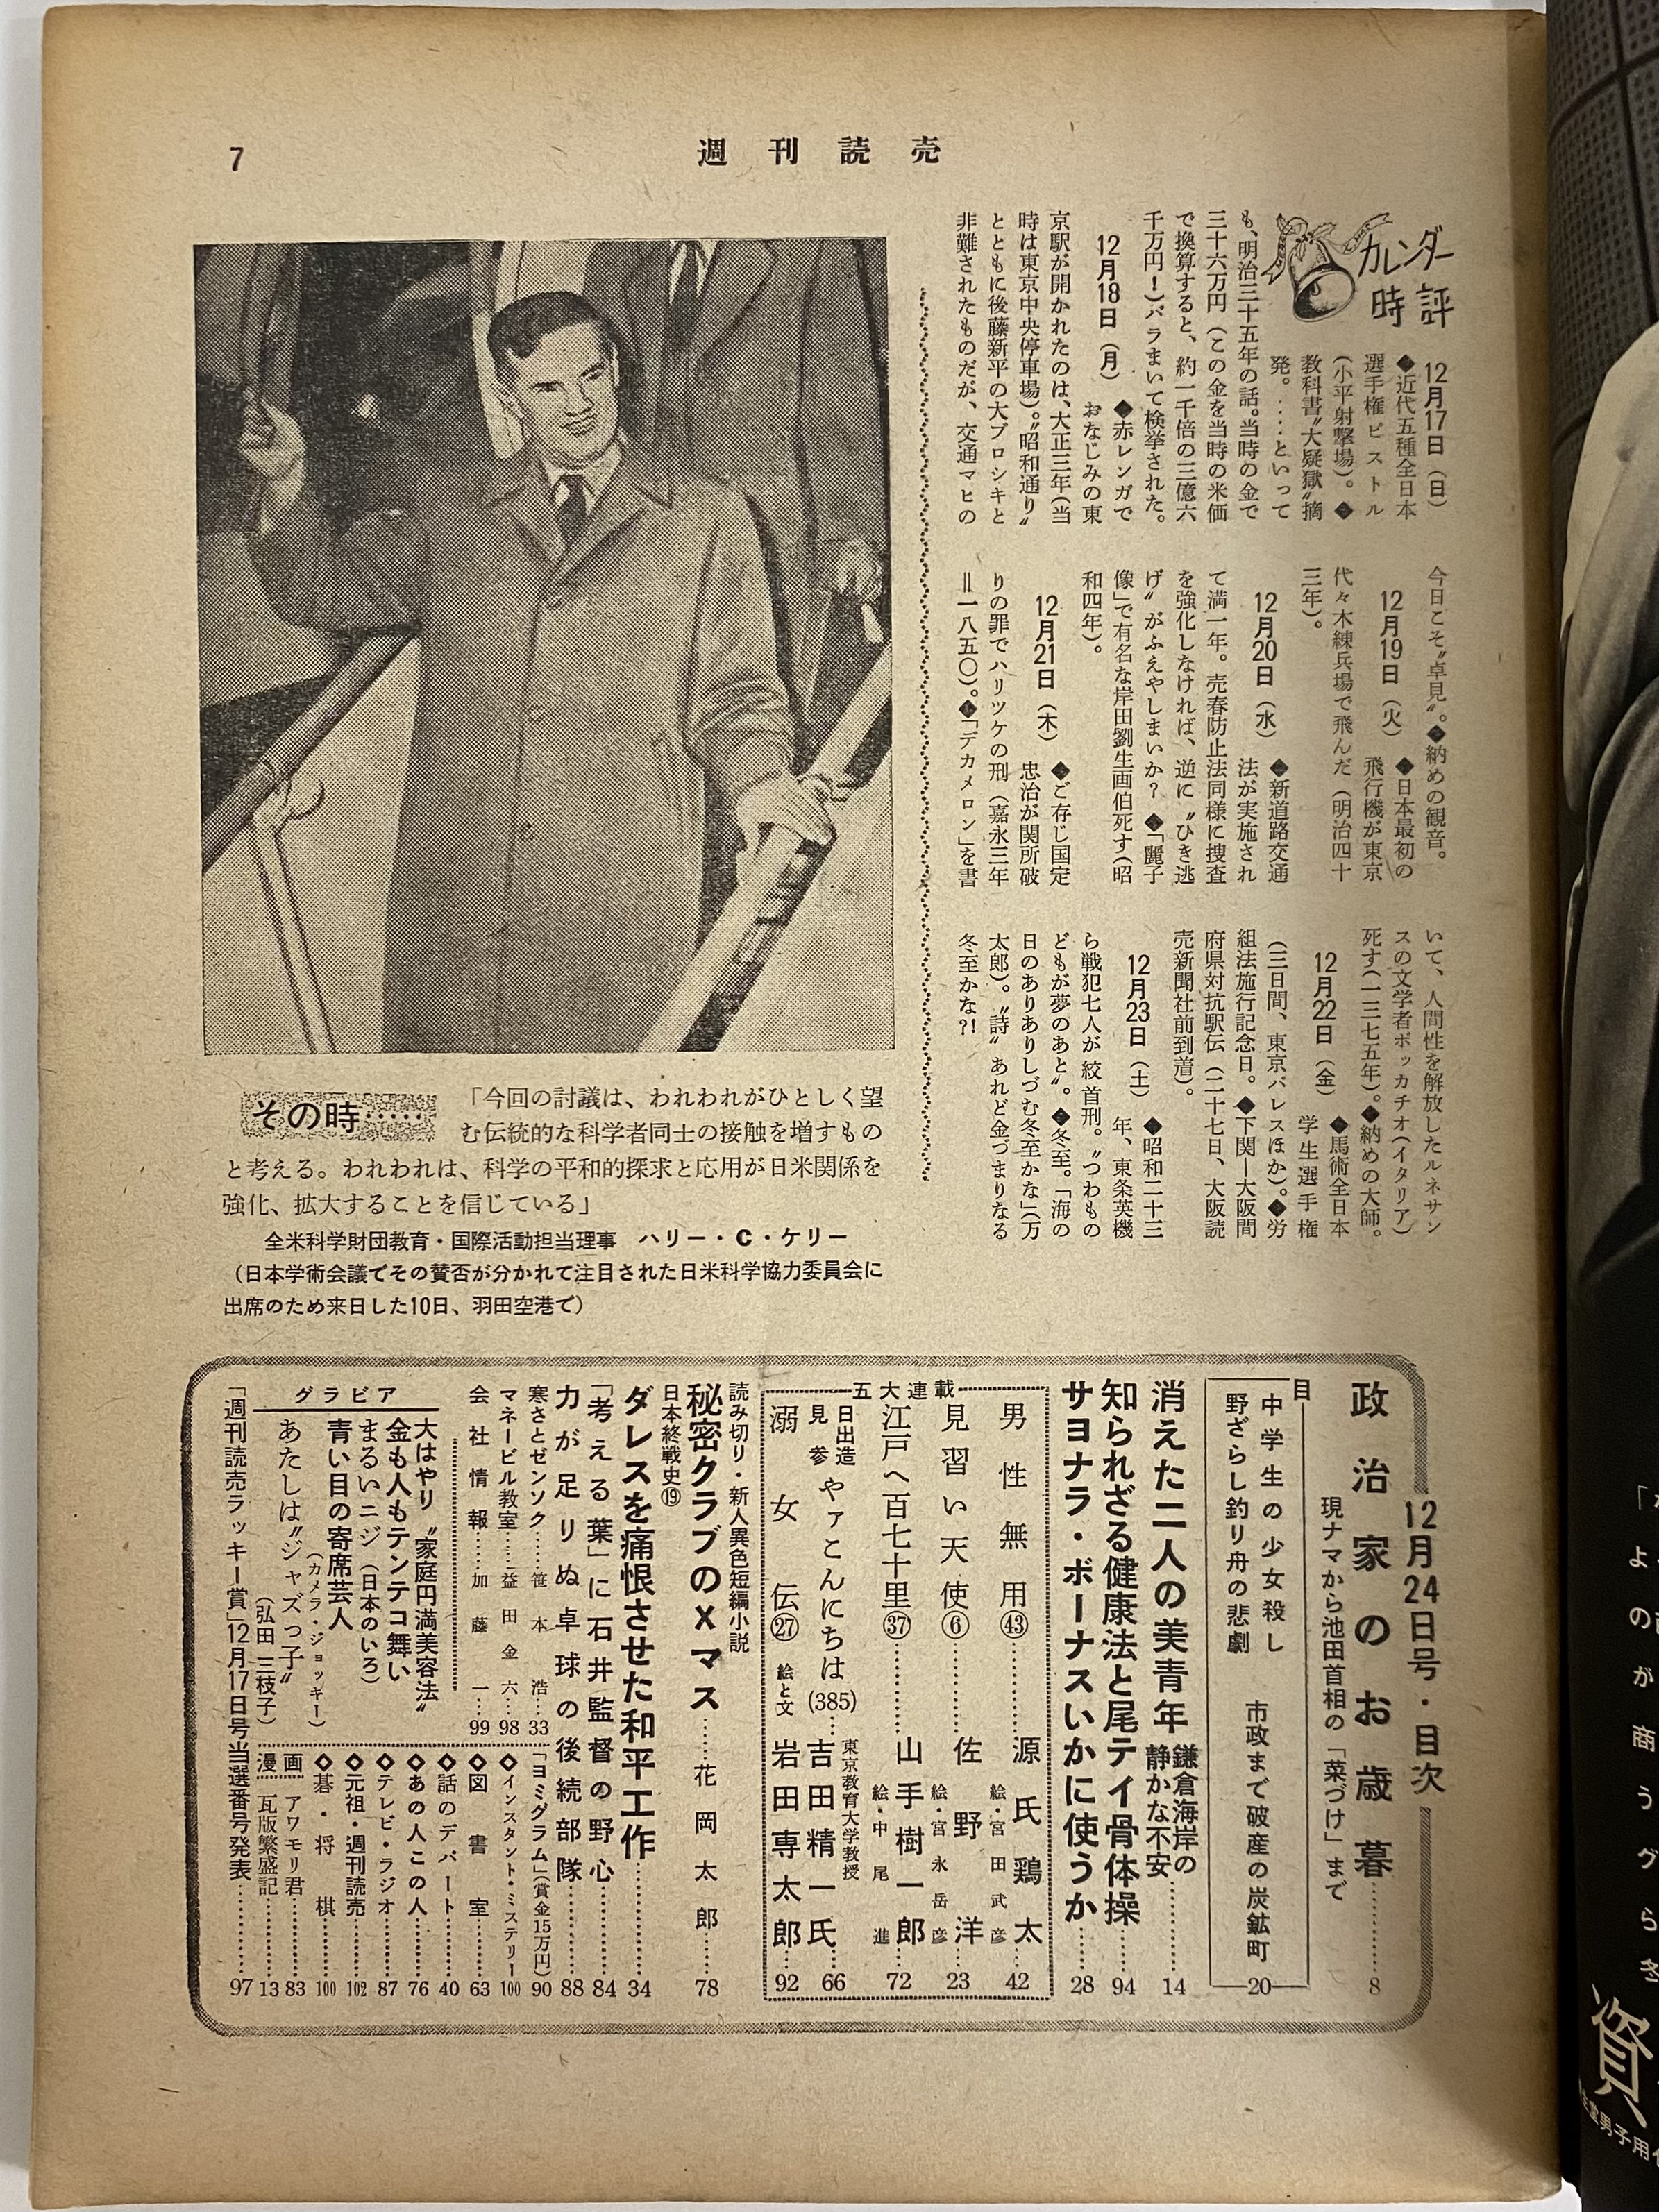 7
週刊読売
カレンダー
時評
12月17日（日）
◆近代五種全日本
選手権ピストル
（小平射撃場）。◆
教科書〝大疑獄〟摘
発。……といって
も、明治三十五年の話。当時の金で
三十六万円（この金を当時の米価
で換算すると、約一千倍の三億六
千万円！）バラまいて検挙された。
12月18日（月）
◆赤レンガで
おなじみの東
京駅が開かれたのは、大正三年（当
時は東京中央停車場）。〝昭和通り〟
とともに後藤新平の大ブロシキと
非難されたものだが、交通マヒの
今日こそ〝卓見〟。◆納めの観音。
12月19日（火）
◆日本最初の
飛行機が東京
代々木練兵場で飛んだ（明治四十
三年）。
12月20日（水）
◆新道路交通
法が実施され
て満一年。売春防止法同様に捜査
を強化しなければ、逆に〝ひき逃
げ〟がふえやしまいか？◆「麗子
像」で有名な岸田劉生画伯死す（昭
和四年）。
12月21日（木）
◆ご存じ国定
忠治が関所破
りの罪でハリツケの刑（嘉永三年
＝一八五〇）。◆「デカメロン」を書
いて、人間性を解放したルネサン
スの文学者ボッカチオ（イタリア）
死す（一三七五年）。◆納めの大師。
12月22日（金）
◆馬術全日本
学生選手権
（三日間、東京バレスほか）。◆労
組法施行記念日。◆下関—大阪間
府県対抗駅伝（二十七日、大阪読
売新聞社前到着）。
12月23日（土）
◆昭和二十三
年、東条英機
ら戦犯七人が絞首刑。〝つわもの
どもが夢のあと〟。◆冬至。「海の
日のありありしづむ冬至かな」（万
太郎）。〝詩〟あれど金づまりなる
冬至かな?!
その時……
「今回の討議は、われわれがひとしく望
む伝統的な科学者同士の接触を増すもの
と考える。われわれは、科学の平和的探求と応用が日米関係を
強化、拡大することを信じている」
全米科学財団教育・国際活動担当理事　ハリー・C・ケリー
（日本学術会議でその賛否が分かれて注目された日米科学協力委員会に
出席のため来日した10日、羽田空港で）
12月24日号・目次
政治家のお歳暮……8
現ナマから池田首相の「菜づけ」まで
目
中学生の少女殺し
野ざらし釣り舟の悲劇
市政まで破産の炭鉱町
20
消えた二人の美青年　鎌倉海岸の
静かな不安……14
知られざる健康法と尾テイ骨体操……94
サヨナラ・ボーナスいかに使うか……28
五大連載
男性無用㊸……源氏鶏太……42
絵・宮田武彦
見習い天使⑥……佐野洋……23
絵・宮永岳彦
江戸へ百七十里㊲……山手樹一郎……72
絵・中尾進
日出造
見参
やァこんにちは(385)……吉田精一氏……66
東京教育大学教授
溺女伝㉗　絵と文　岩田専太郎……92
読み切り・新人異色短編小説
秘密クラブのXマス……花岡太郎……78
日本終戦史⑲
ダレスを痛恨させた和平工作……34
「考える葉」に石井監督の野心……84
力が足りぬ卓球の後続部隊……88
寒さとゼンソク……笹本浩…33
マネービル教室……益田金六…98
会社情報……加藤一…99
「ヨミグラム」（賞金15万円）90
◆インスタント・ミステリー100
◆図書室……63
◆話のデパート……40
◆あの人この人……76
◆テレビ・ラジオ……87
◆元祖・週刊読売……102
◆碁・将棋……100
グラビア
大はやり〝家庭円満美容法〟
金も人もテンテコ舞い
まるいニジ（日本のいろ）
青い目の寄席芸人
（カメラ・ジョッキー）
あたしは〝ジャズっ子〟
（弘田三枝子）
漫画
アワモリ君……83
瓦版繁盛記……13
「週刊読売ラッキー賞」12月17日号当選番号発表……97
資